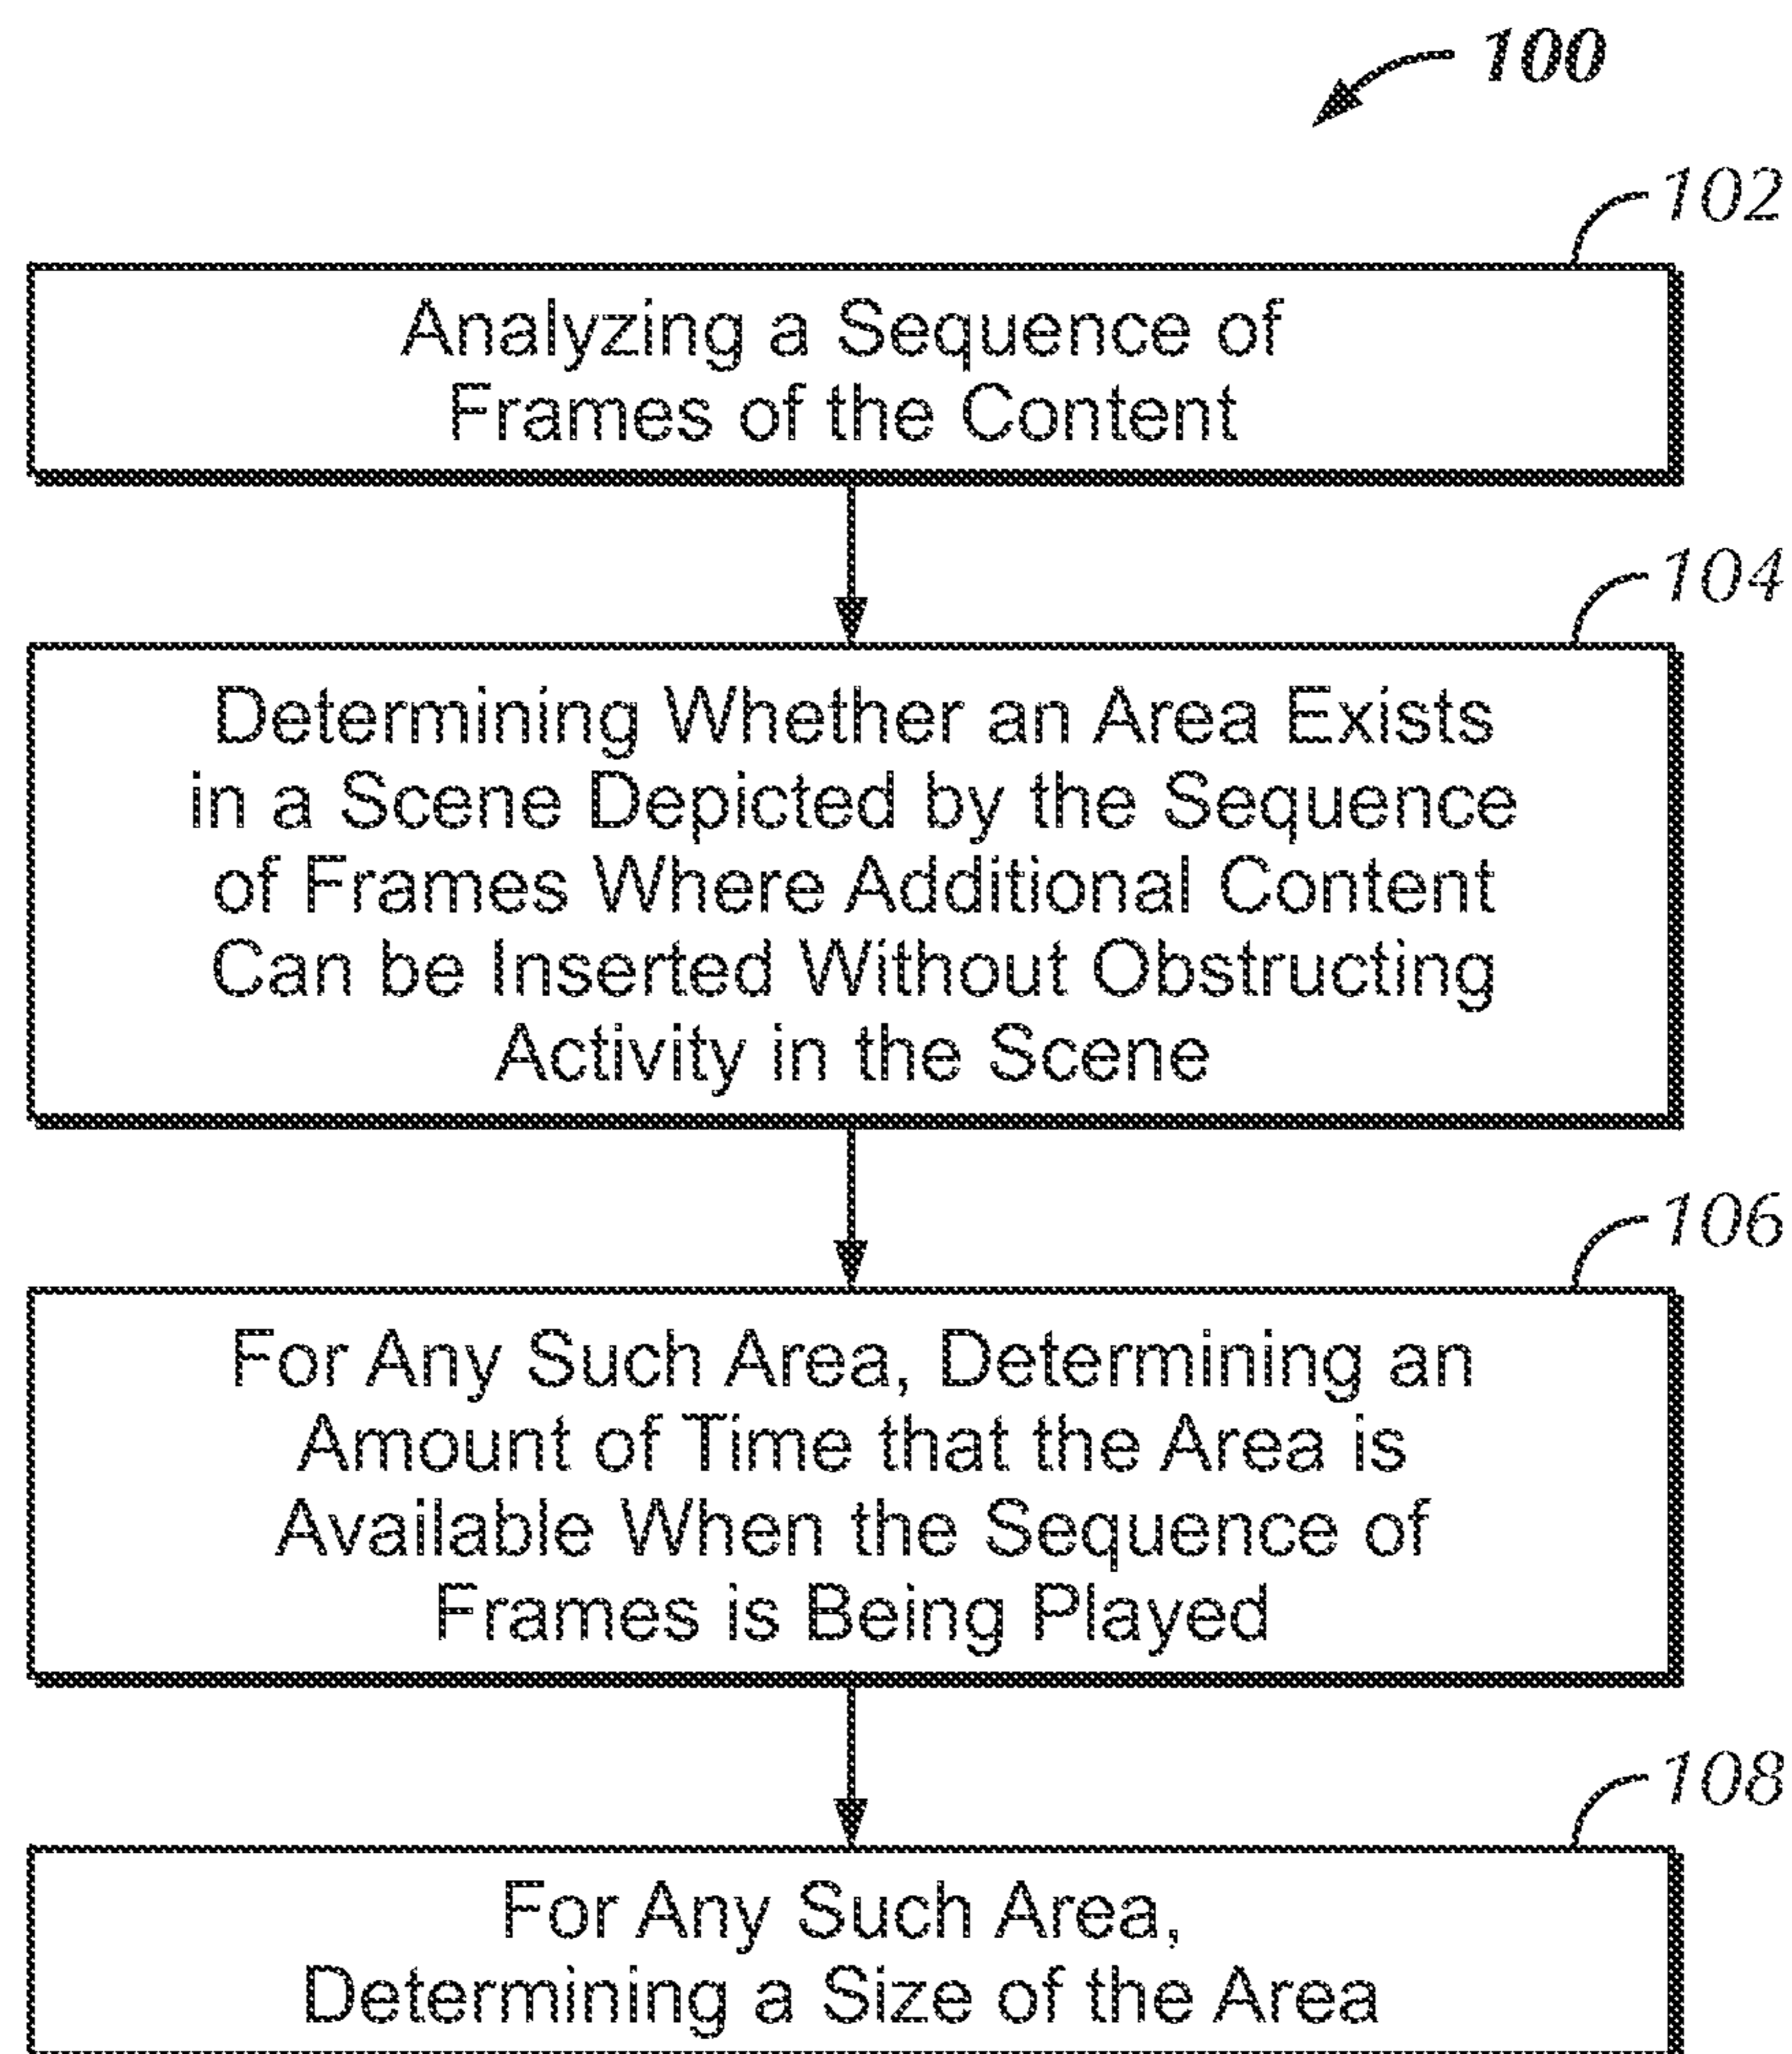 100
102
Analyzing a Sequence of
Frames of the Content
104
Determining Whether an Area Exists
in a Scene Depicted by the Sequence
of Frames Where Additional Content
Can be Inserted Without Obstructing
Activity in the Scene
106
For Any Such Area, Determining an
Amount of Time that the Area is
Available When the Sequence of
Frames is Being Played
108
For Any Such Area,
Determining a Size of the Area